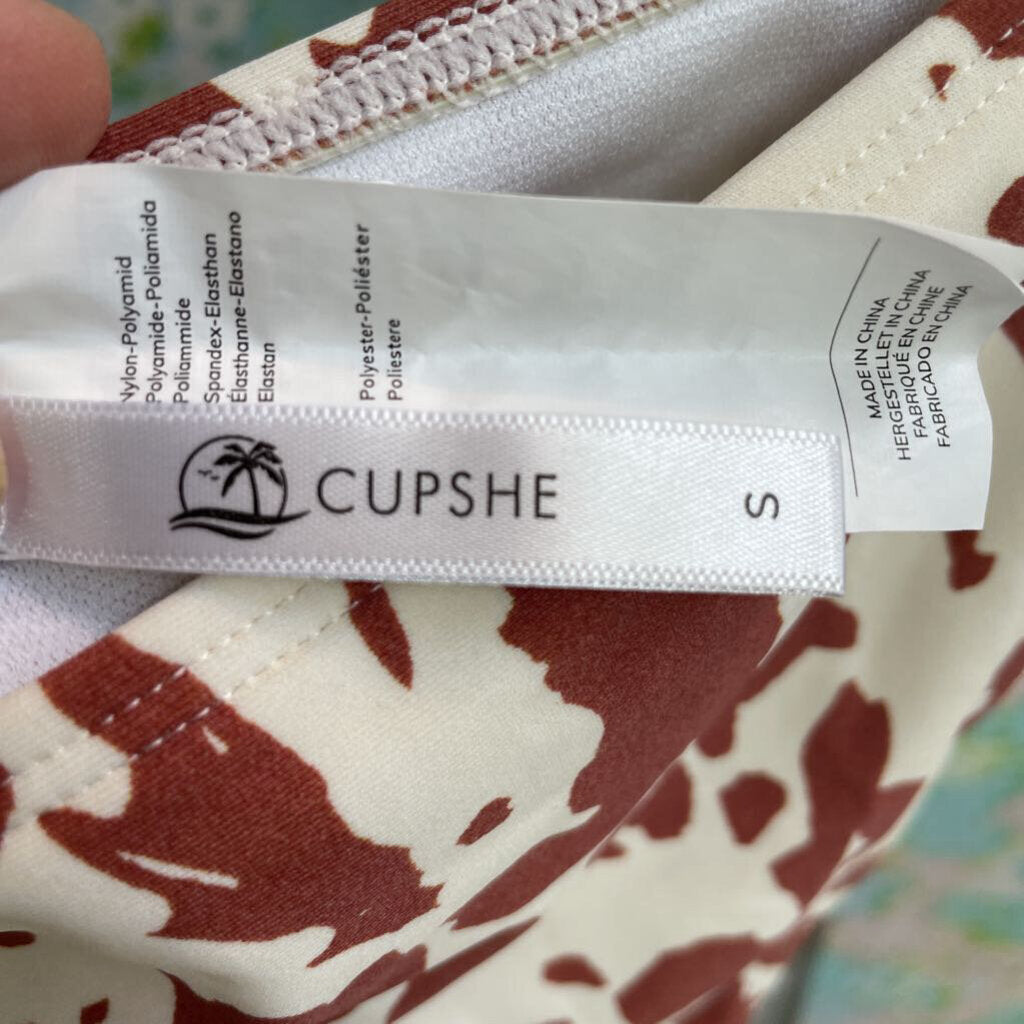 Nylon-Polyamid
Polyamide-Poliamida
Poliammide
Spandex-Elasthan
Élasthanne-Elastano
Elastan
Polyester-Poliéster
Poliestere
MADE IN CHINA
HERGESTELLET IN CHINA
FABRIQUÉ EN CHINE
FABRICADO EN CHINA
CUPSHE
S